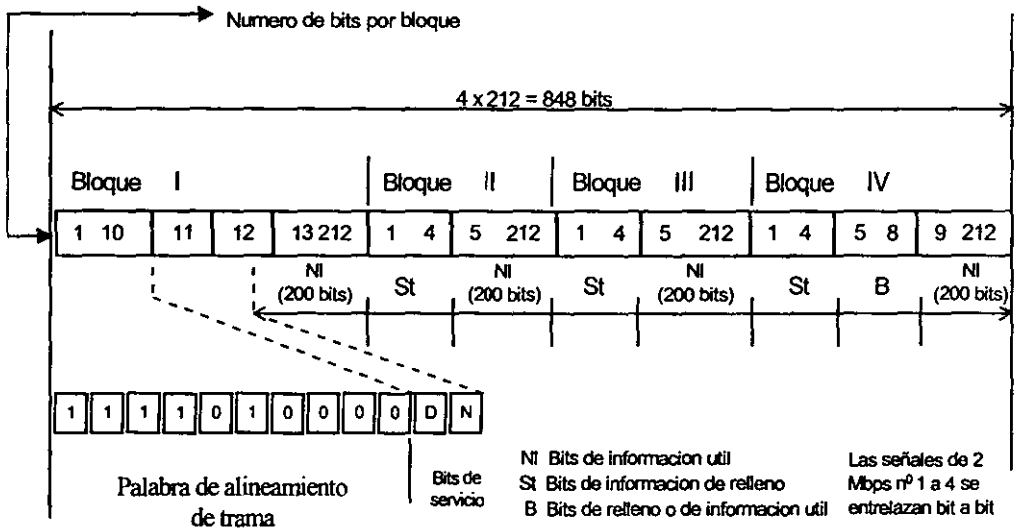 Numero de bits por bloque
4 x 212 = 848 bits
Bloque I Bloque II Bloque III Bloque IV
1 10 11 12 13 212 1 4 5 212 1 4 5 212 1 4 5 8 9 212
NI St NI St NI St B NI
(200 bits) (200 bits) (200 bits) (200 bits)
1 1 1 1 0 1 0 0 0 0 D N
Palabra de alineamiento
de trama
Bits de
servicio
NI Bits de informacion util
St Bits de informacion de relleno
B Bits de relleno o de informacion util
Las señales de 2
Mbps nº 1 a 4 se
entrelazan bit a bit